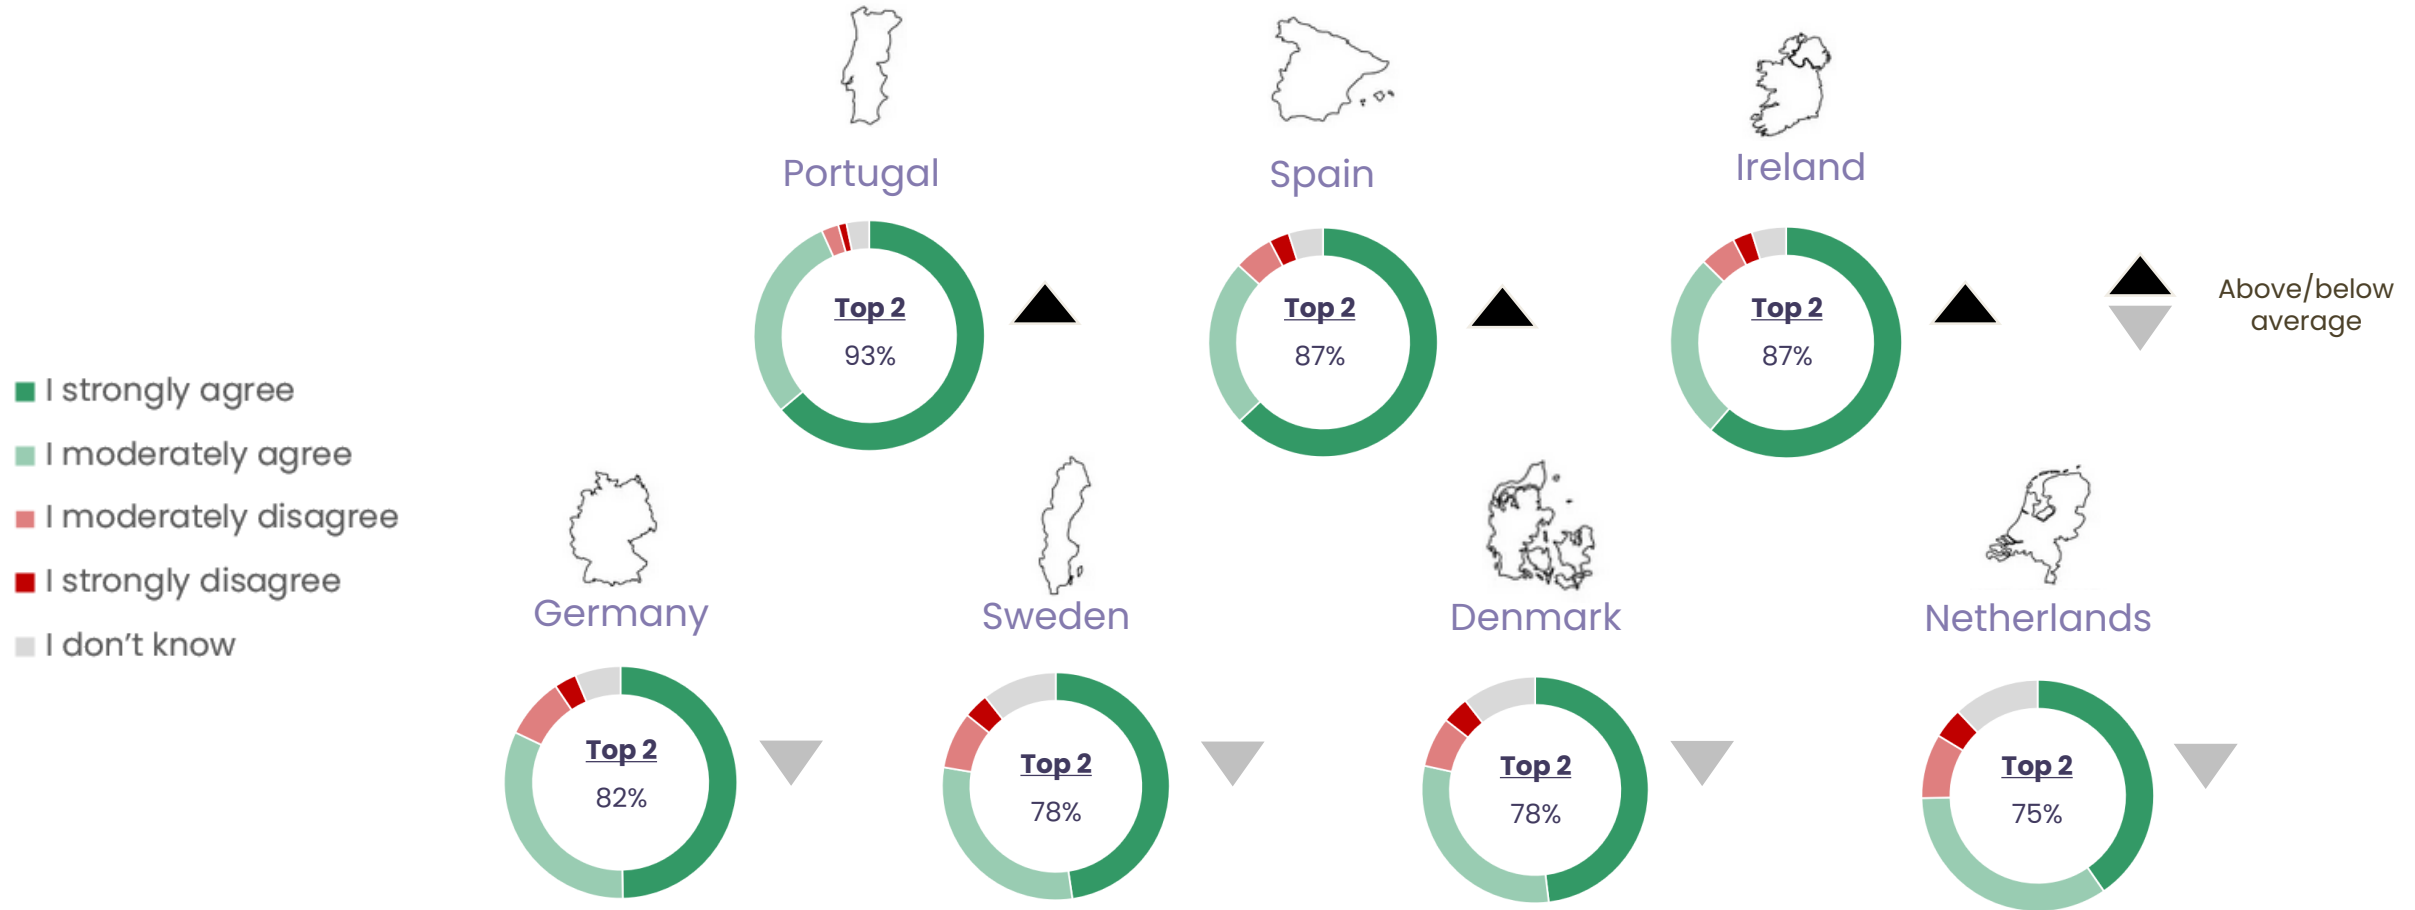 Portugal
Spain
Ireland
Top 2
93%
Top 2
87%
Top 2
87%
Above/below
average
I strongly agree
I moderately agree
I moderately disagree
I strongly disagree
I don't know
Germany
Sweden
Denmark
Netherlands
Top 2
82%
Top 2
78%
Top 2
78%
Top 2
75%